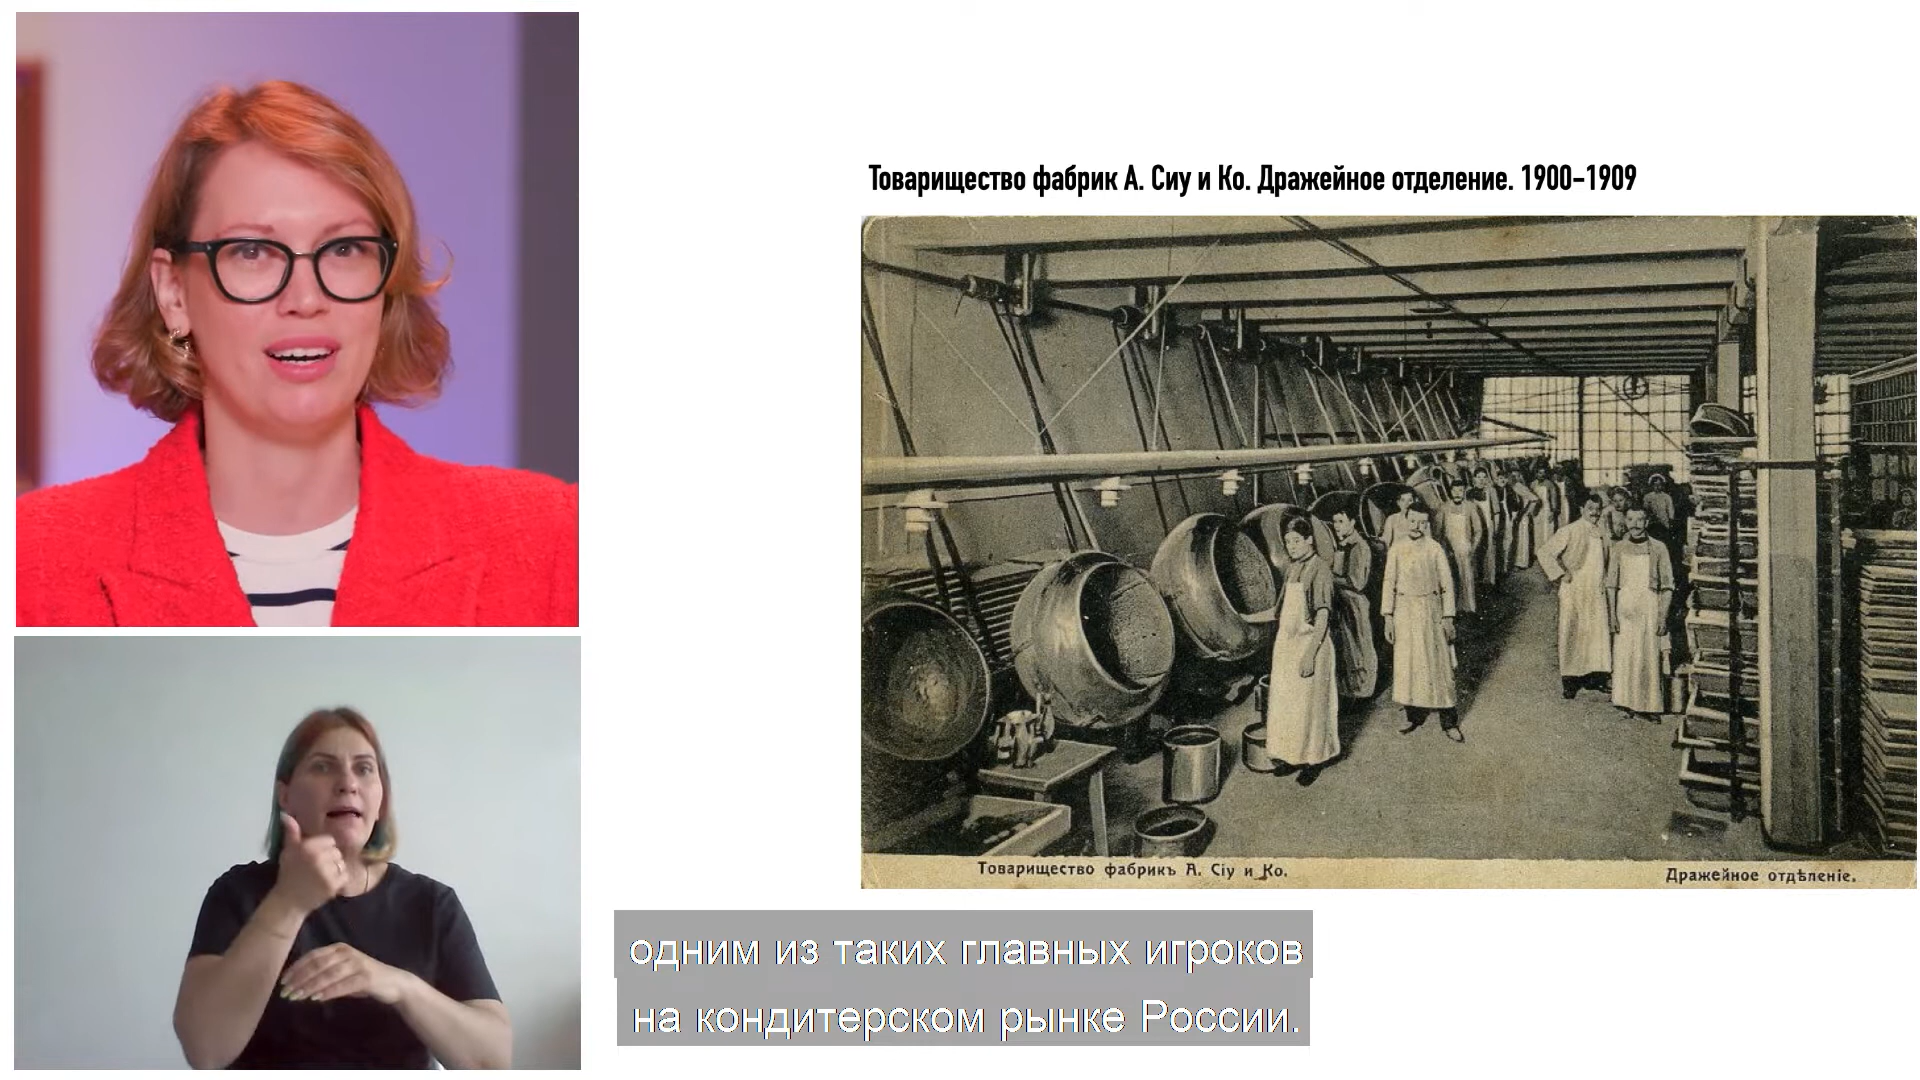 Товарищество фабрик А. Сиу и Ко. Дражейное отделение. 1900–1909
Товарищество фабрикъ А. Сіу и Ко.
Дражейное отдѣленіе.
одним из таких главных игроков
на кондитерском рынке России.